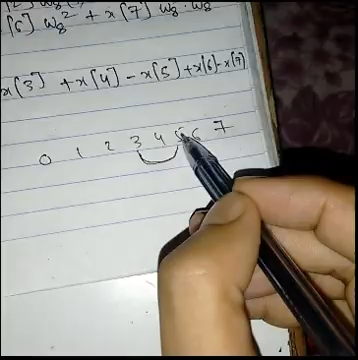 [6] W₈² + x[7] W₈·W₈
x[3] + x[4] - x[5] + x[6] - x[7]
0 1 2 3 4 5 6 7